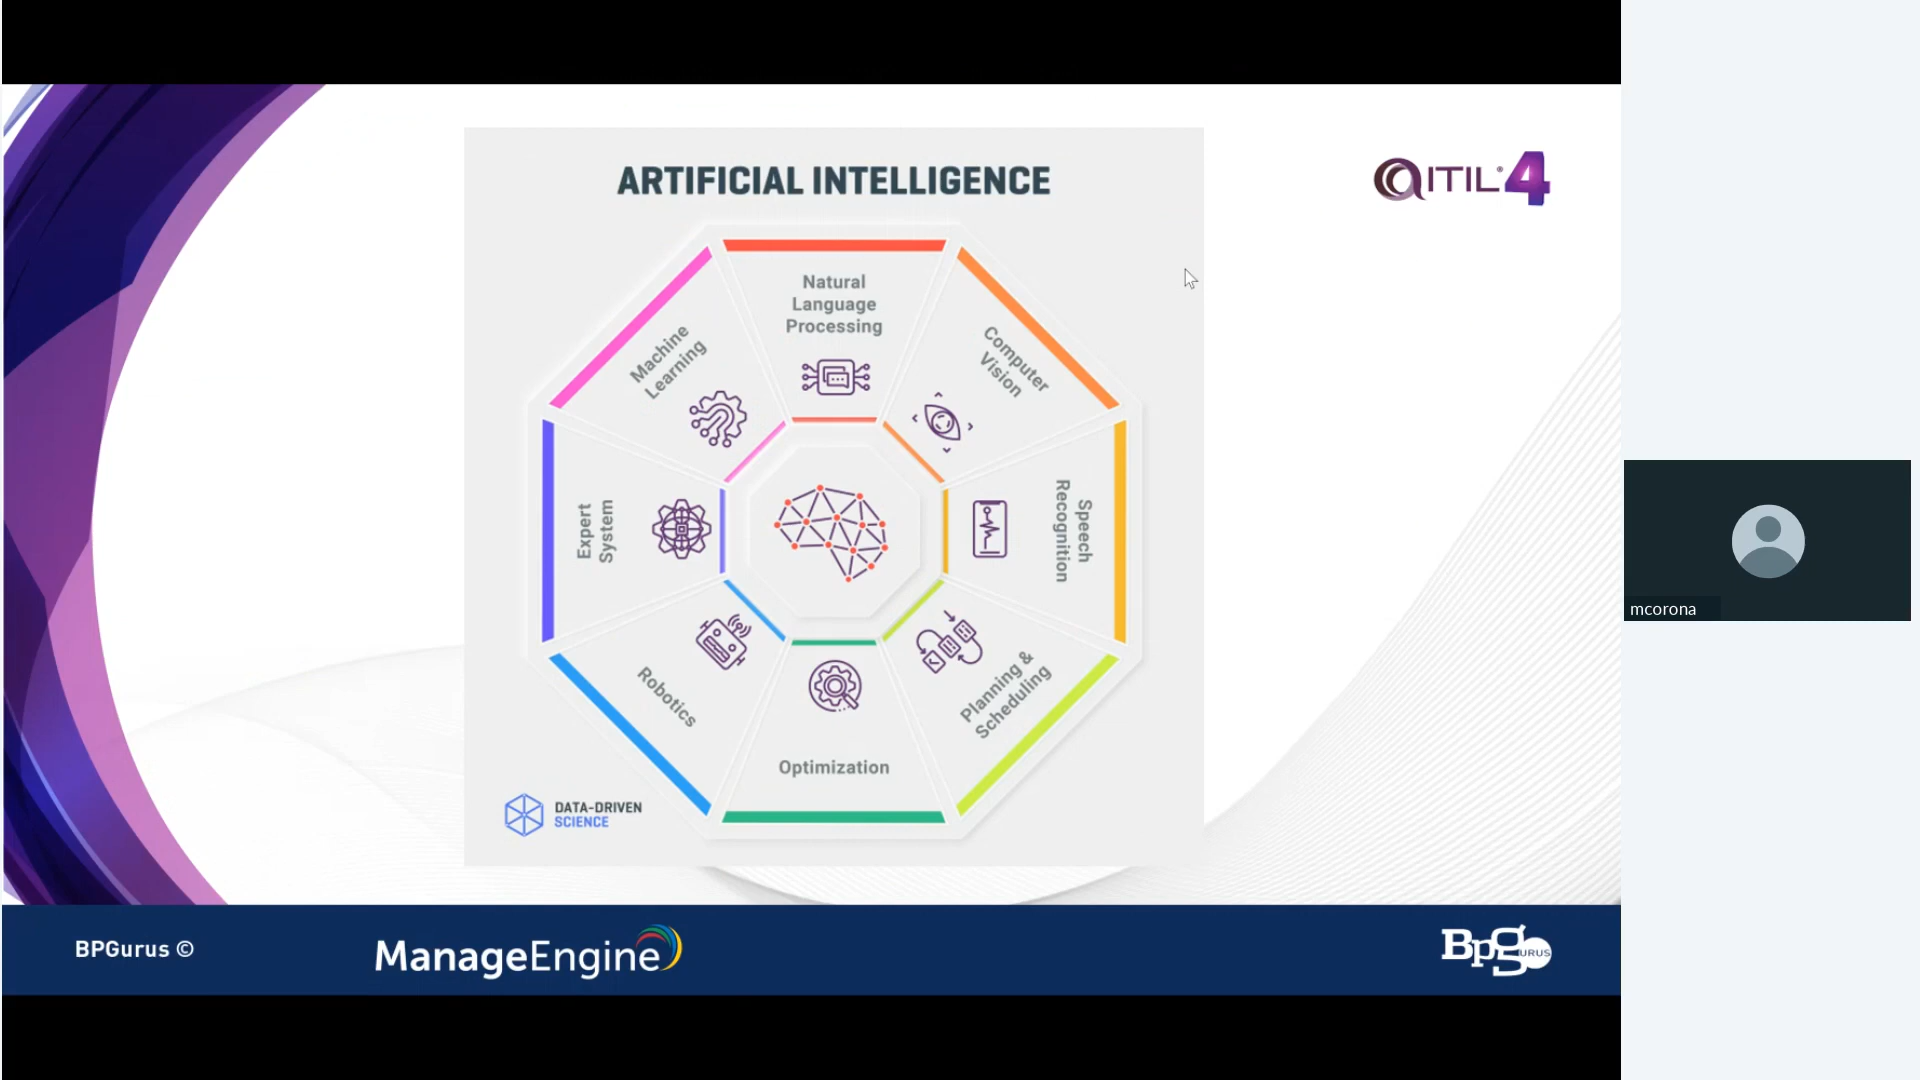 ARTIFICIAL INTELLIGENCE
ITIL® 4
Natural
Language
Processing
Computer
Vision
Speech
Recognition
Planning &
Scheduling
Optimization
Robotics
Expert
System
Machine
Learning
DATA-DRIVEN
SCIENCE
BPGurus ©
ManageEngine
BpGURUS
mcorona